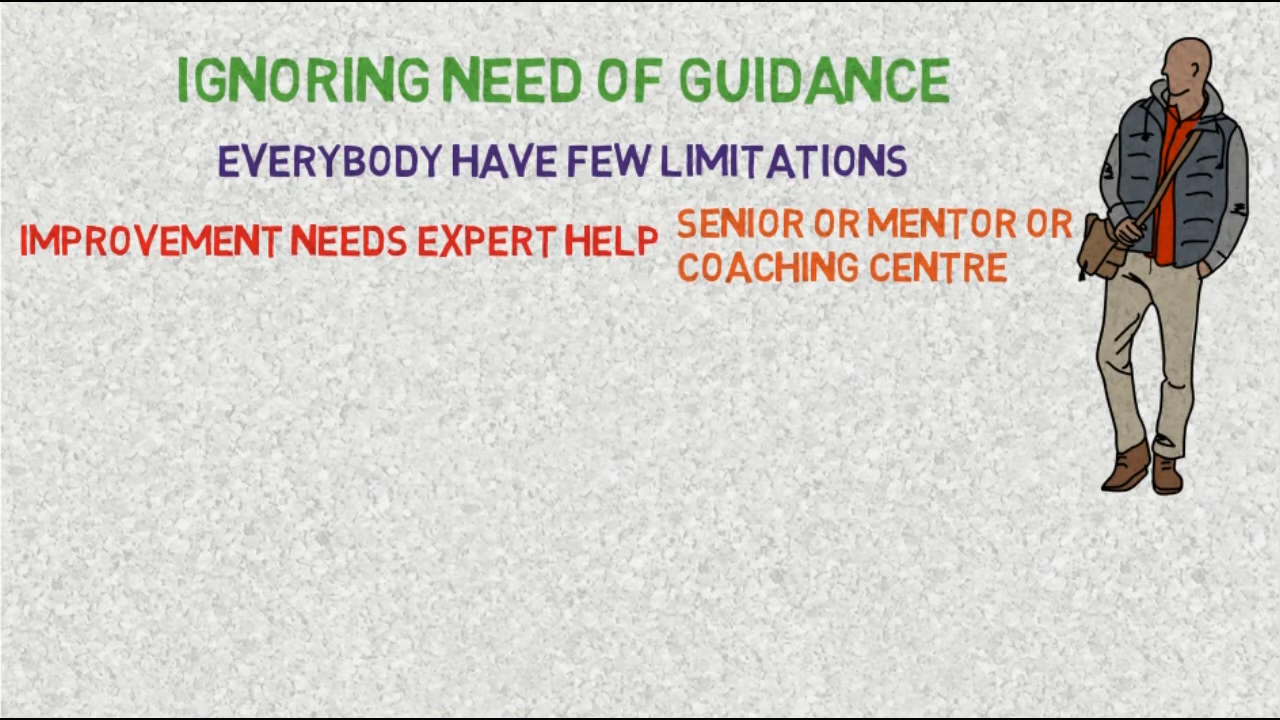 IGNORING NEED OF GUIDANCE
EVERYBODY HAVE FEW LIMITATIONS
IMPROVEMENT NEEDS EXPERT HELP
SENIOR OR MENTOR OR
COACHING CENTRE